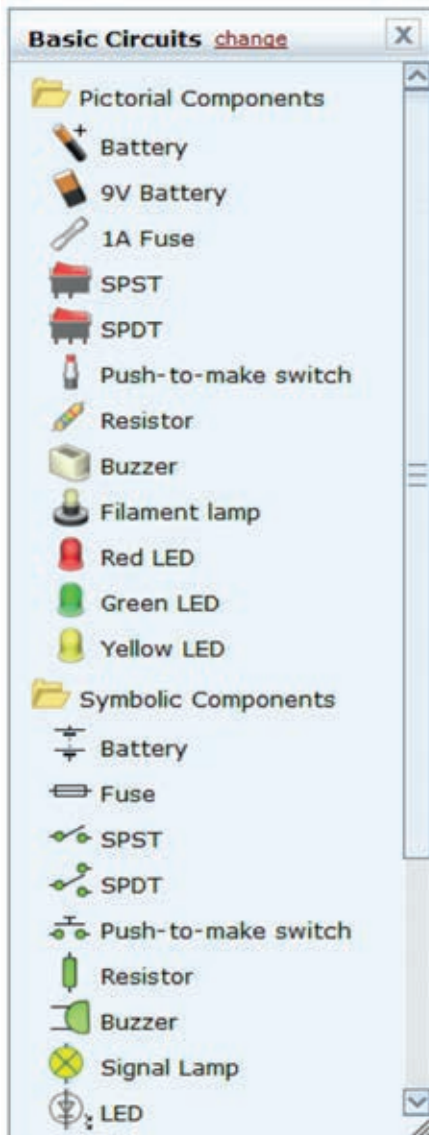 Basic Circuits change X
Pictorial Components
Battery
9V Battery
1A Fuse
SPST
SPDT
Push-to-make switch
Resistor
Buzzer
Filament lamp
Red LED
Green LED
Yellow LED
Symbolic Components
Battery
Fuse
SPST
SPDT
Push-to-make switch
Resistor
Buzzer
Signal Lamp
LED